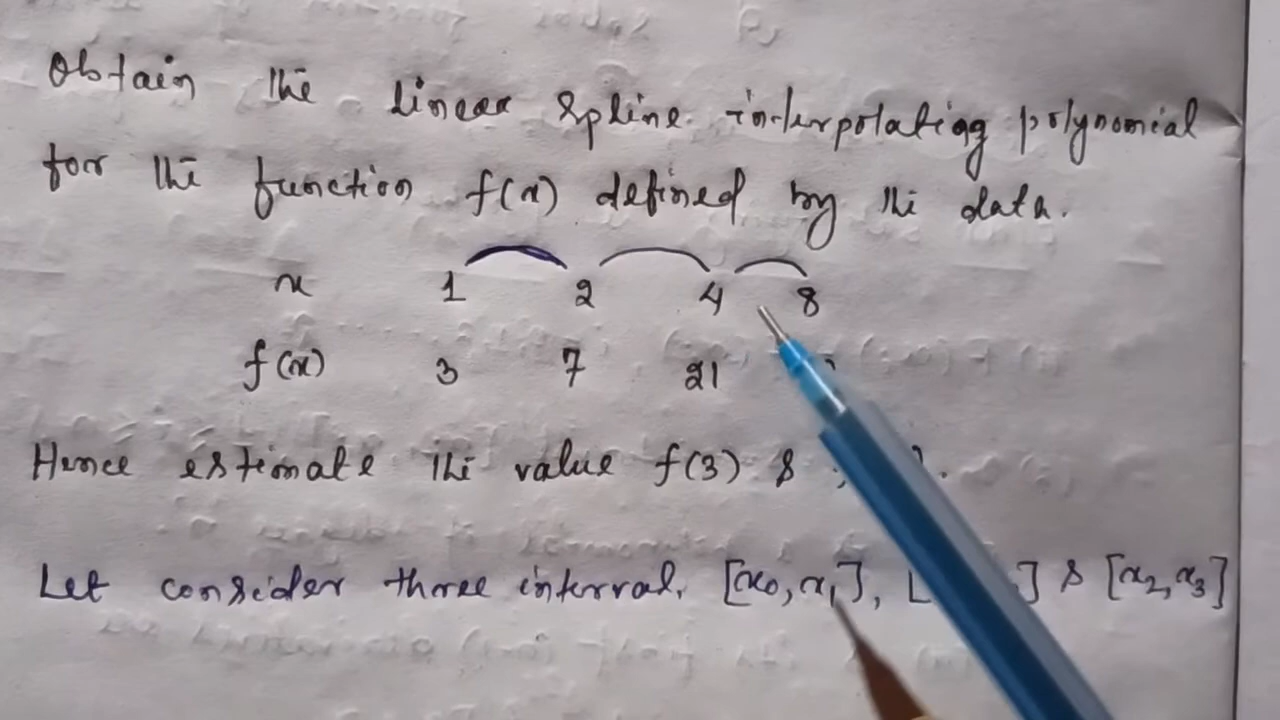 Obtain the linear spline interpolating polynomial
for the function f(x) defined by the data.
x 1 2 4 8
f(x) 3 7 21
Hence estimate the value f(3) &
Let consider three interval, [x₀, x₁], [ ] & [x₂, x₃]